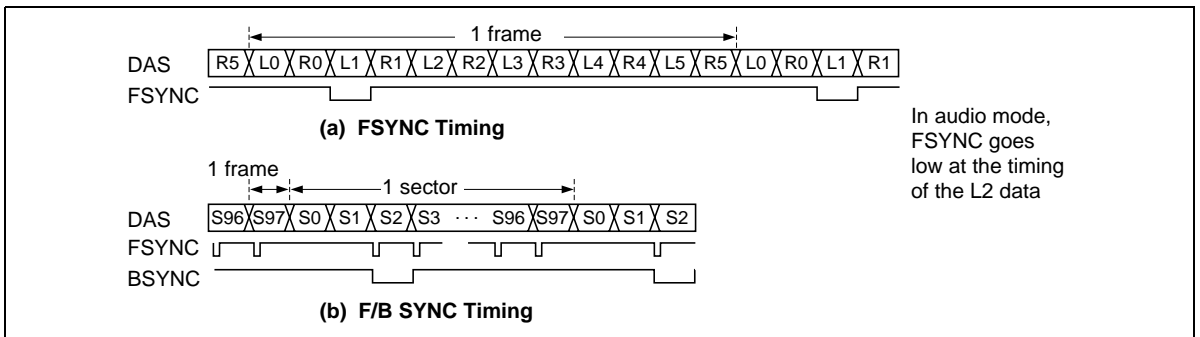 1 frame
DAS R5 L0 R0 L1 R1 L2 R2 L3 R3 L4 R4 L5 R5 L0 R0 L1 R1
FSYNC
(a) FSYNC Timing
In audio mode,
FSYNC goes
low at the timing
of the L2 data
1 frame
1 sector
DAS S96 S97 S0 S1 S2 S3 ··· S96 S97 S0 S1 S2
FSYNC
BSYNC
(b) F/B SYNC Timing